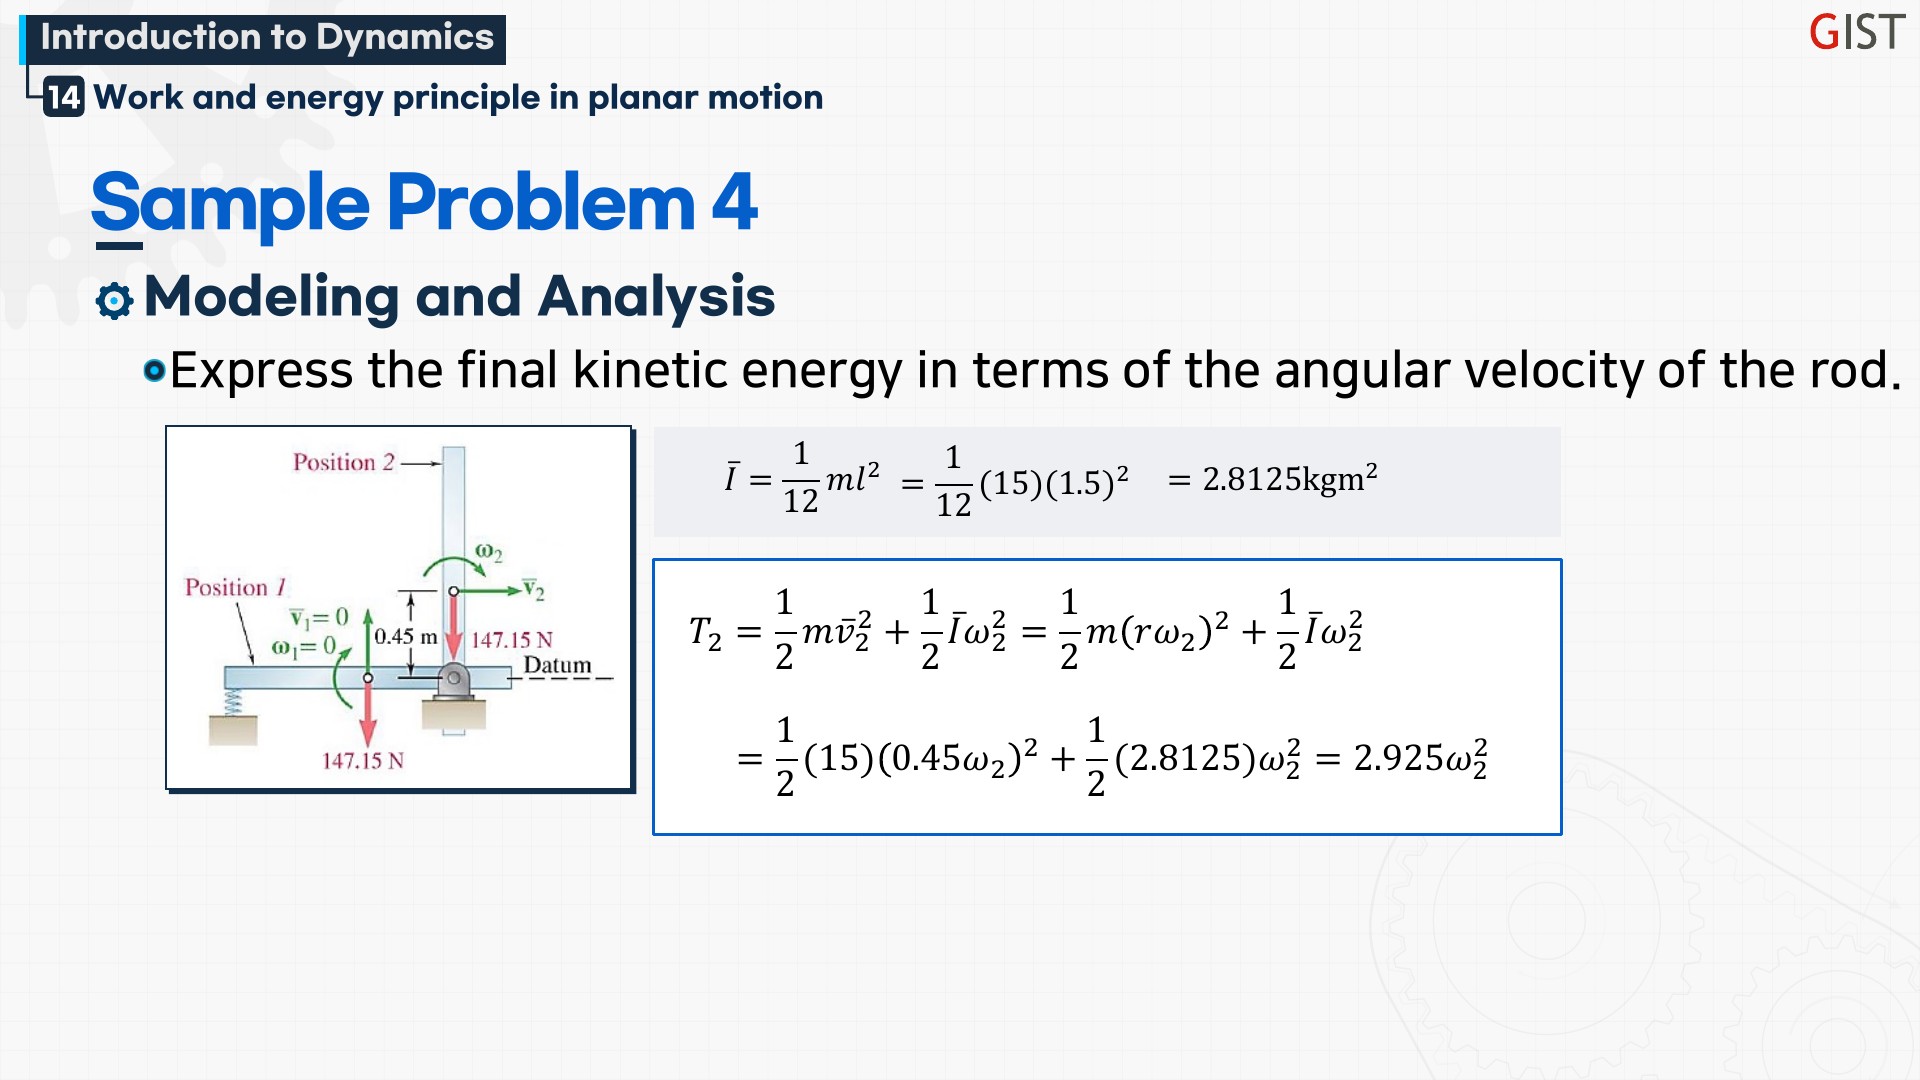 Introduction to Dynamics
GIST
14 Work and energy principle in planar motion
Sample Problem 4
Modeling and Analysis
Express the final kinetic energy in terms of the angular velocity of the rod.
Position 2
ω₂
v̄₂
Position 1
v̄₁= 0
ω₁= 0
0.45 m
147.15 N
Datum
147.15 N
Ī = 1/12 ml² = 1/12 (15)(1.5)² = 2.8125kgm²
T₂ = 1/2 mv̄₂² + 1/2 Īω₂² = 1/2 m(rω₂)² + 1/2 Īω₂²
= 1/2 (15)(0.45ω₂)² + 1/2 (2.8125)ω₂² = 2.925ω₂²